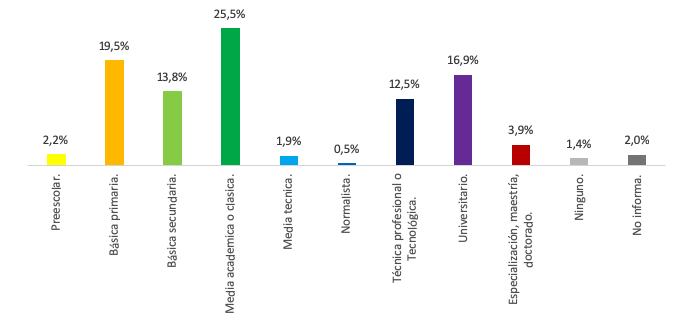 2,2%
19,5%
13,8%
25,5%
1,9%
0,5%
12,5%
16,9%
3,9%
1,4%
2,0%
Preescolar.
Básica primaria.
Básica secundaria.
Media academica o clasica.
Media tecnica.
Normalista.
Técnica profesional o
Tecnológica.
Universitario.
Especialización, maestría,
doctorado.
Ninguno.
No informa.